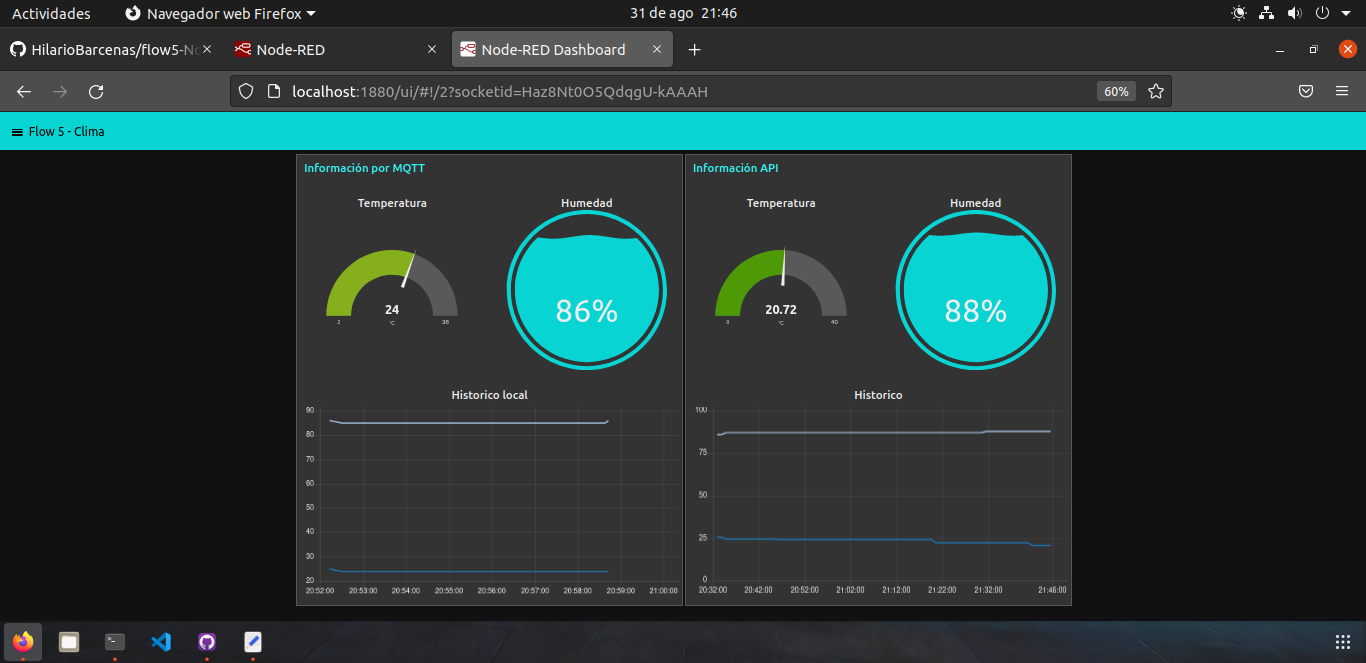 Actividades Navegador web Firefox 31 de ago 21:46
HilarioBarcenas/flow5-No Node-RED Node-RED Dashboard
localhost:1880/ui/#!/2?socketid=Haz8Nt0O5QdqgU-kAAAH 60%
Flow 5 - Clima
Información por MQTT
Temperatura Humedad
24
2 °C 38
86%
Historico local
90
80
70
60
50
40
30
20
20:52:00 20:53:00 20:54:00 20:55:00 20:56:00 20:57:00 20:58:00 20:59:00 21:00:00
Información API
Temperatura Humedad
20.72
0 °C 40
88%
Historico
100
75
50
25
0
20:32:00 20:42:00 20:52:00 21:02:00 21:12:00 21:22:00 21:32:00 21:46:00